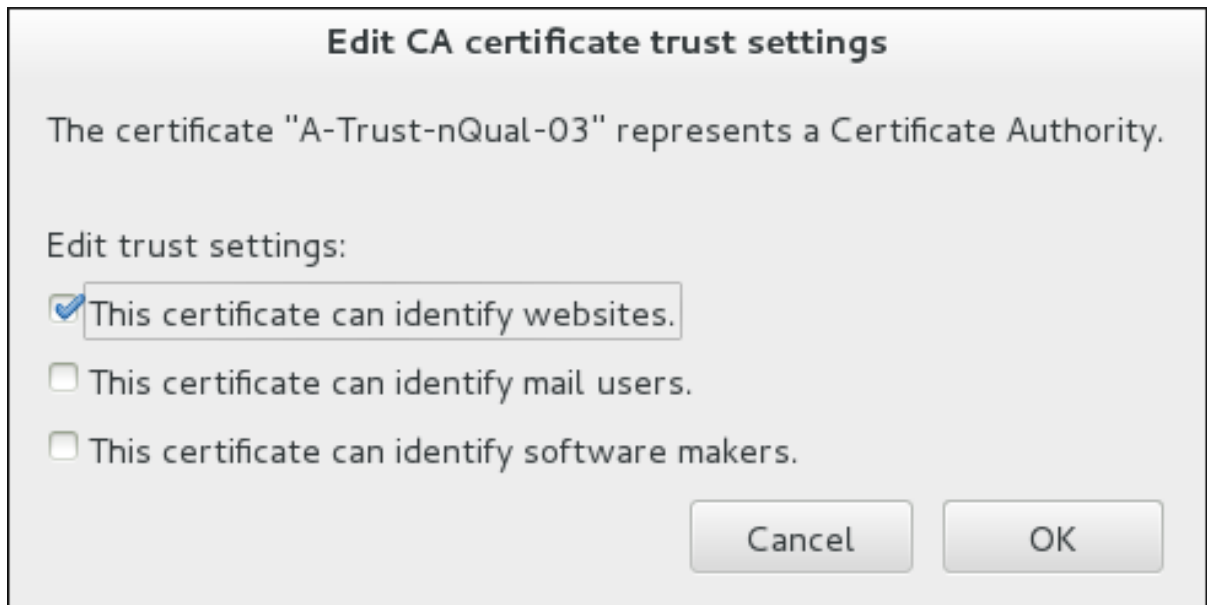 Edit CA certificate trust settings
The certificate "A-Trust-nQual-03" represents a Certificate Authority.
Edit trust settings:
This certificate can identify websites.
This certificate can identify mail users.
This certificate can identify software makers.
Cancel
OK